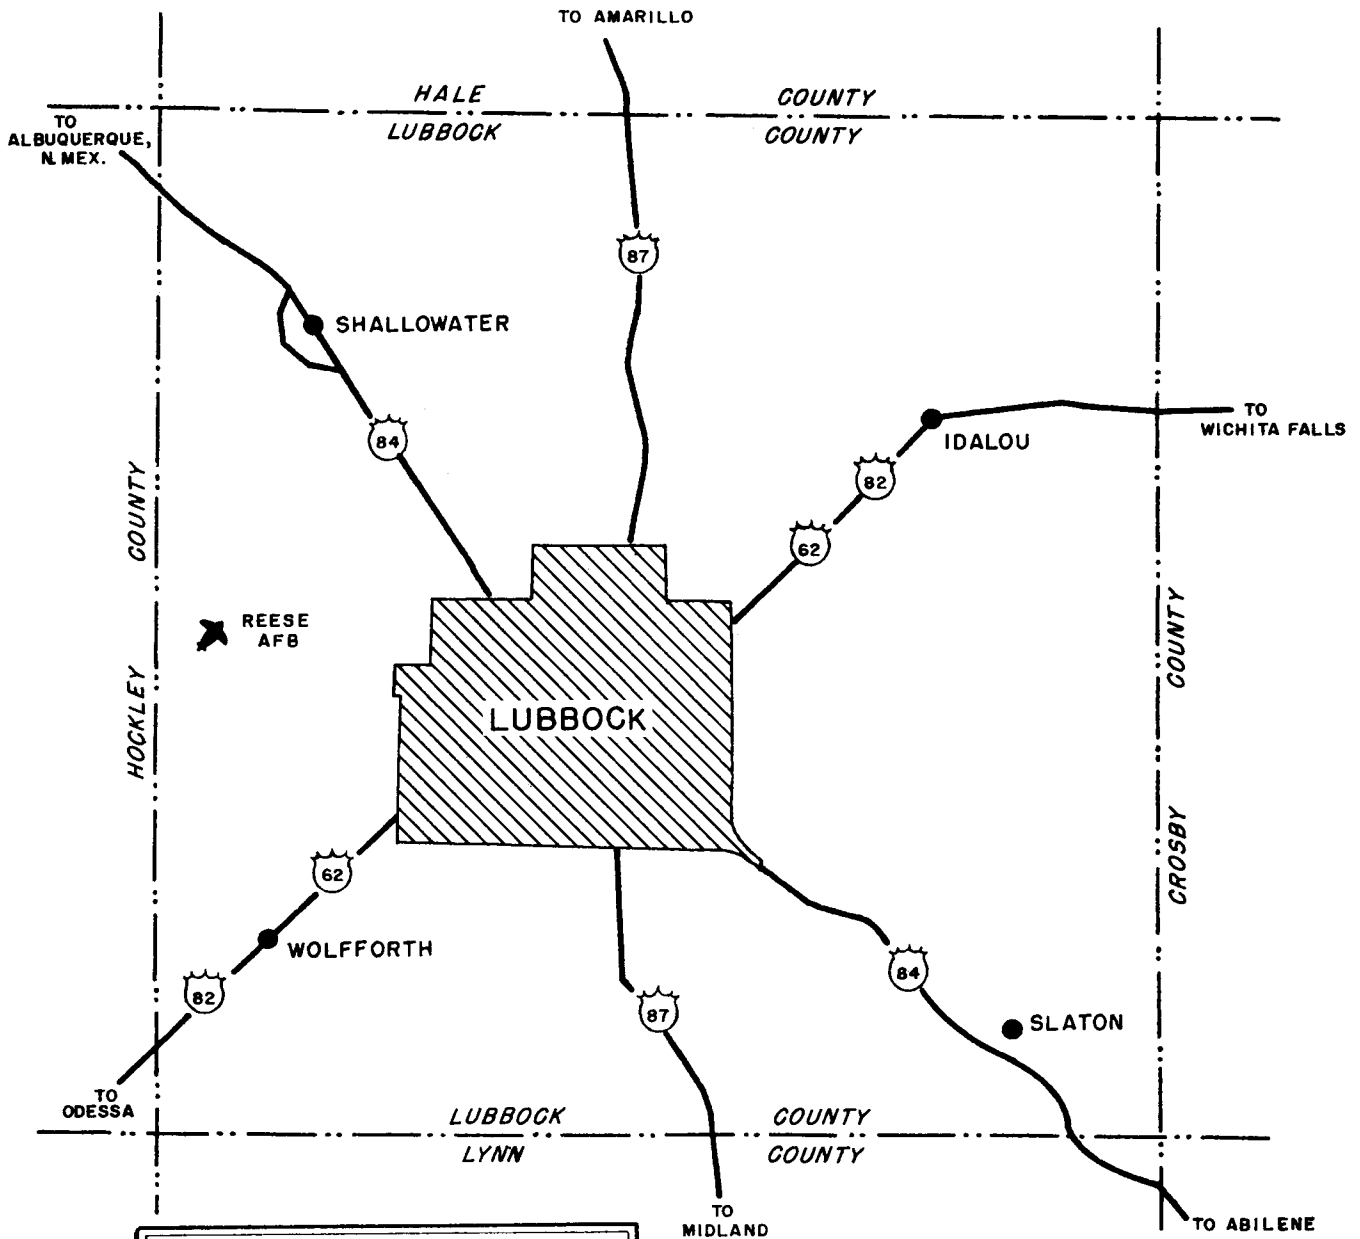 TO AMARILLO
HALE COUNTY
LUBBOCK COUNTY
TO
ALBUQUERQUE,
N. MEX.
87
SHALLOWATER
84
TO
WICHITA FALLS
IDALOU
82
62
HOCKLEY COUNTY
REESE
AFB
LUBBOCK
CROSBY COUNTY
62
WOLFFORTH
82
84
87
SLATON
TO
ODESSA
LUBBOCK COUNTY
LYNN COUNTY
TO
MIDLAND
TO ABILENE